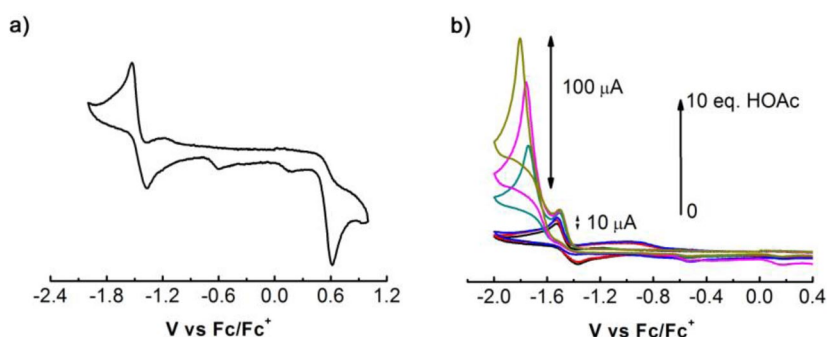 a)
-2.4 -1.8 -1.2 -0.6 0.0 0.6 1.2
V vs Fc/Fc⁺
b)
100 μA
10 eq. HOAc
0
10 μA
-2.0 -1.6 -1.2 -0.8 -0.4 0.0 0.4
V vs Fc/Fc⁺